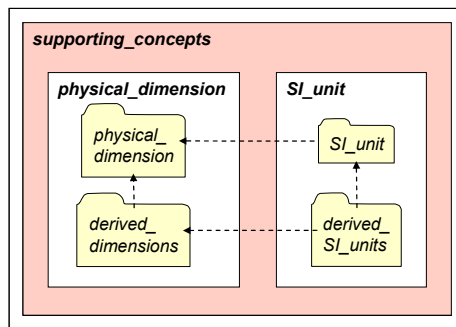 supporting_concepts
physical_dimension
physical_
dimension
derived_
dimensions
SI_unit
SI_unit
derived_
SI_units